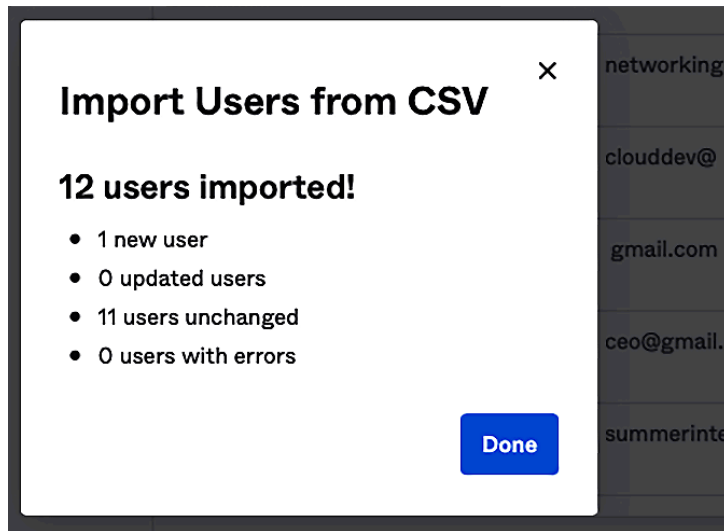 Import Users from CSV
12 users imported!
1 new user
0 updated users
11 users unchanged
0 users with errors
Done
networking
clouddev@
gmail.com
ceo@gmail.
summerinte